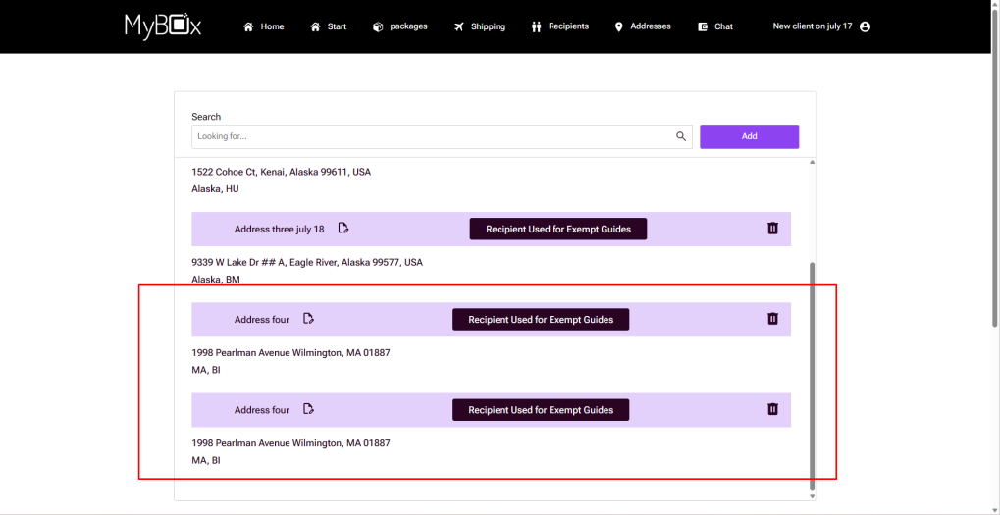 MyBOx
Home Start packages Shipping Recipients Addresses Chat New client on july 17
Search
Looking for...
Add
1522 Cohoe Ct, Kenai, Alaska 99611, USA
Alaska, HU
Address three july 18 Recipient Used for Exempt Guides
9339 W Lake Dr ## A, Eagle River, Alaska 99577, USA
Alaska, BM
Address four Recipient Used for Exempt Guides
1998 Pearlman Avenue Wilmington, MA 01887
MA, BI
Address four Recipient Used for Exempt Guides
1998 Pearlman Avenue Wilmington, MA 01887
MA, BI